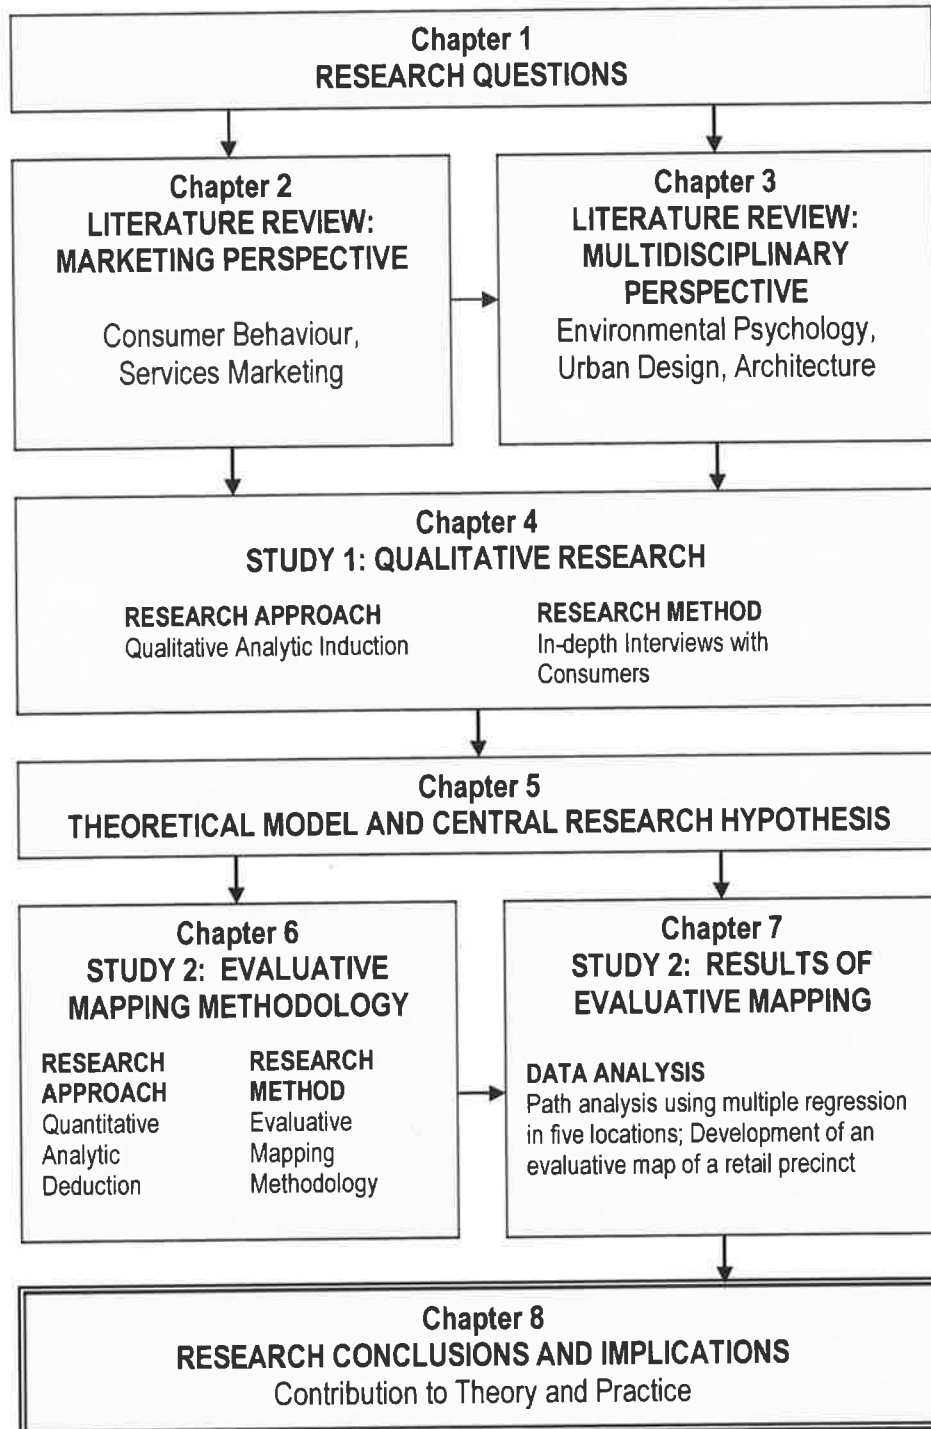 Chapter 1
RESEARCH QUESTIONS
Chapter 2
LITERATURE REVIEW:
MARKETING PERSPECTIVE
Consumer Behaviour,
Services Marketing
Chapter 3
LITERATURE REVIEW:
MULTIDISCIPLINARY
PERSPECTIVE
Environmental Psychology,
Urban Design, Architecture
Chapter 4
STUDY 1: QUALITATIVE RESEARCH
RESEARCH APPROACH
Qualitative Analytic Induction
RESEARCH METHOD
In-depth Interviews with
Consumers
Chapter 5
THEORETICAL MODEL AND CENTRAL RESEARCH HYPOTHESIS
Chapter 6
STUDY 2: EVALUATIVE
MAPPING METHODOLOGY
RESEARCH
APPROACH
Quantitative
Analytic
Deduction
RESEARCH
METHOD
Evaluative
Mapping
Methodology
Chapter 7
STUDY 2: RESULTS OF
EVALUATIVE MAPPING
DATA ANALYSIS
Path analysis using multiple regression
in five locations; Development of an
evaluative map of a retail precinct
Chapter 8
RESEARCH CONCLUSIONS AND IMPLICATIONS
Contribution to Theory and Practice